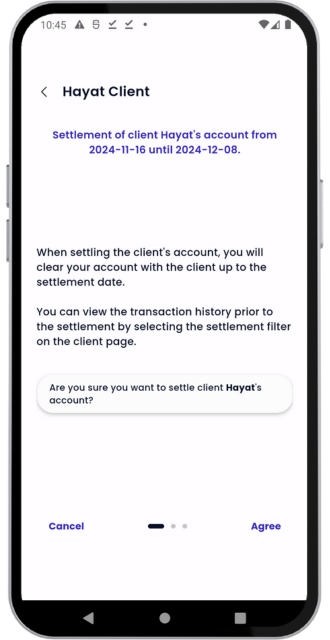 10:45
Hayat Client
Settlement of client Hayat's account from
2024-11-16 until 2024-12-08.
When settling the client's account, you will
clear your account with the client up to the
settlement date.
You can view the transaction history prior to
the settlement by selecting the settlement filter
on the client page.
Are you sure you want to settle client Hayat's
account?
Cancel
Agree